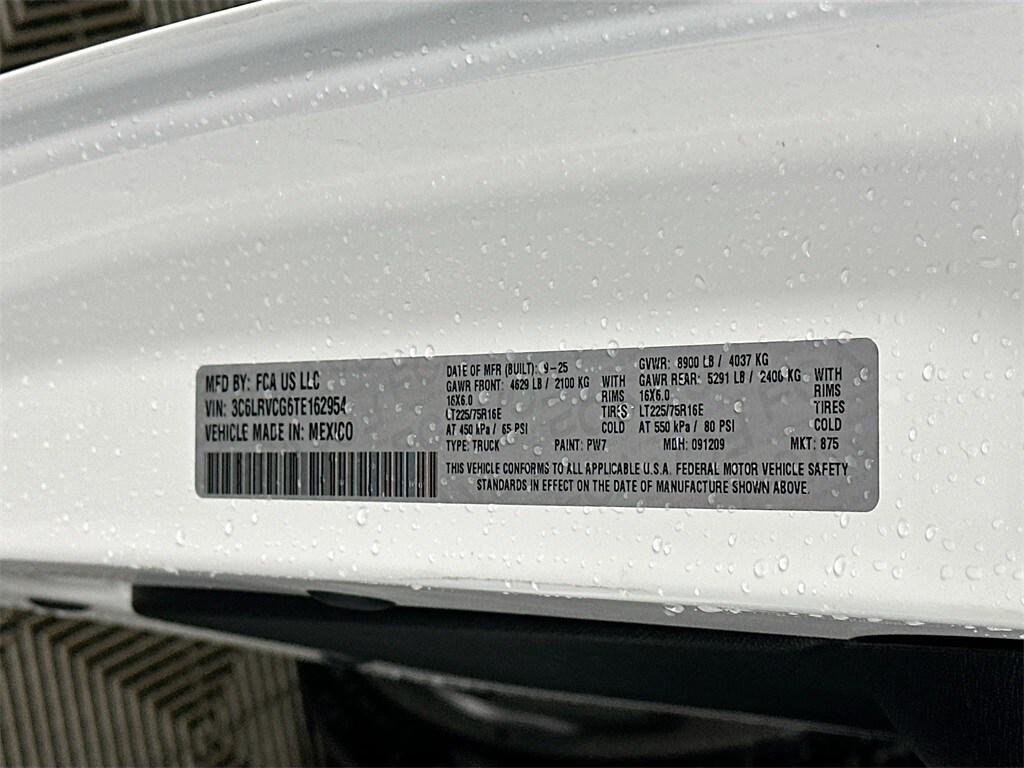 MFD BY: FCA US LLC
VIN: 3C6LRVCG6TE162954
VEHICLE MADE IN: MEXICO
DATE OF MFR (BUILT): 9-25
GAWR FRONT: 4629 LB / 2100 KG WITH
16X6.0 RIMS
LT225/75R16E TIRES
AT 450 kPa / 65 PSI COLD
TYPE: TRUCK PAINT: PW7
GVWR: 8900 LB / 4037 KG
GAWR REAR: 5291 LB / 2400 KG WITH
16X6.0 RIMS
LT225/75R16E TIRES
AT 550 kPa / 80 PSI COLD
MDH: 091209 MKT: 875
THIS VEHICLE CONFORMS TO ALL APPLICABLE U.S.A. FEDERAL MOTOR VEHICLE SAFETY
STANDARDS IN EFFECT ON THE DATE OF MANUFACTURE SHOWN ABOVE.